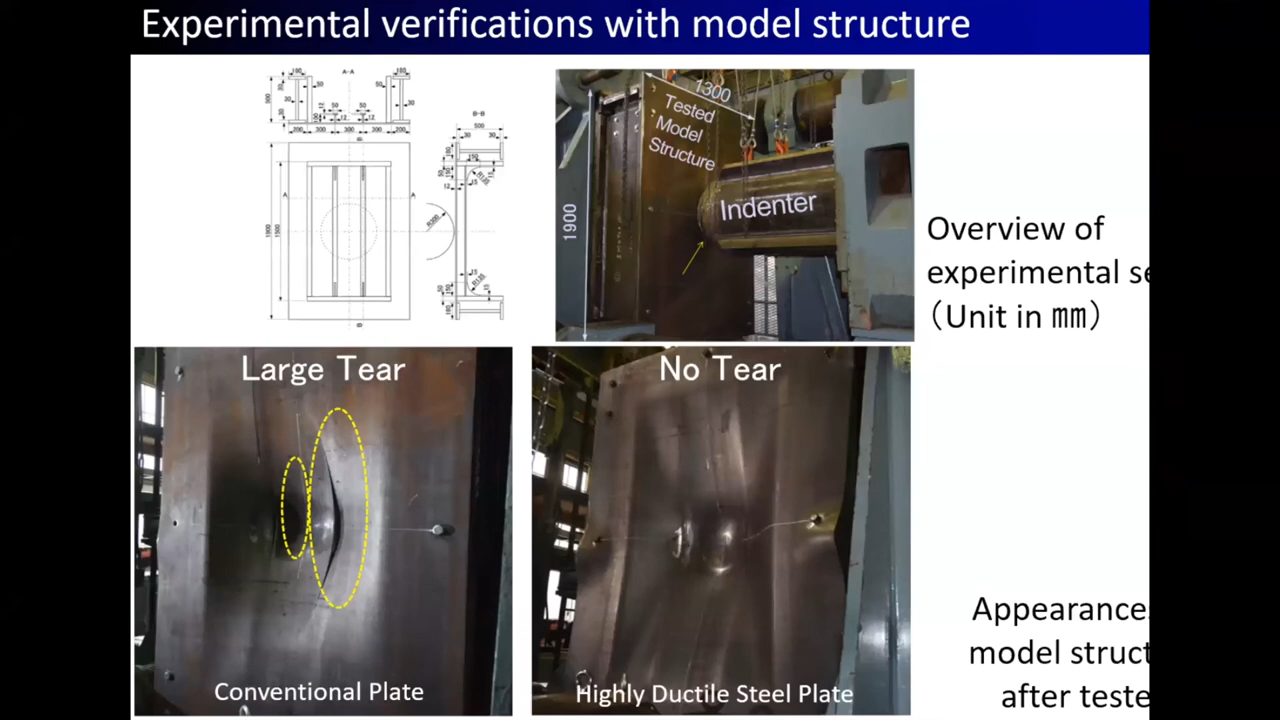 Experimental verifications with model structure
A-A
B-B
1300
Tested
Model
Structure
Indenter
1900
Overview of
experimental se
（Unit in ㎜）
Large Tear
No Tear
Conventional Plate
Highly Ductile Steel Plate
Appearances
model struct
after teste